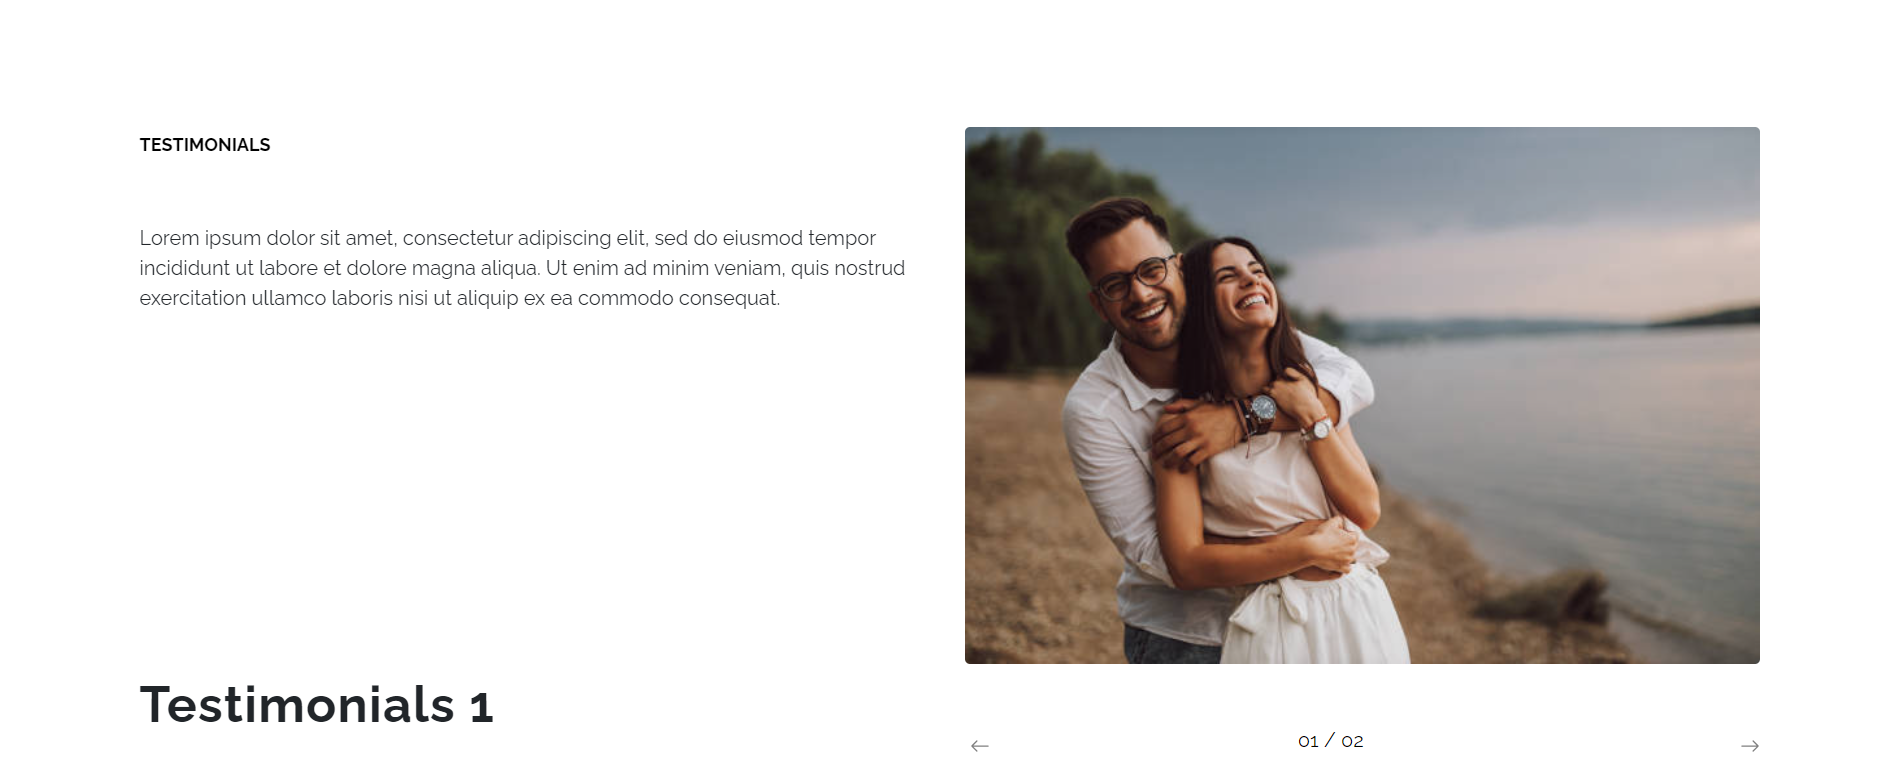 TESTIMONIALS
Lorem ipsum dolor sit amet, consectetur adipiscing elit, sed do eiusmod tempor
incididunt ut labore et dolore magna aliqua. Ut enim ad minim veniam, quis nostrud
exercitation ullamco laboris nisi ut aliquip ex ea commodo consequat.
Testimonials 1
01 / 02